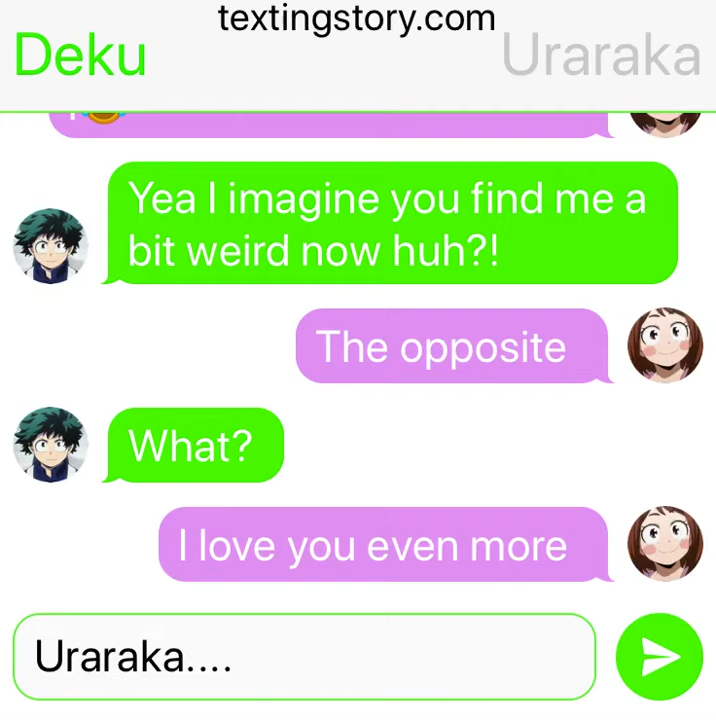 textingstory.com
Deku
Uraraka
Yea I imagine you find me a
bit weird now huh?!
The opposite
What?
I love you even more
Uraraka....